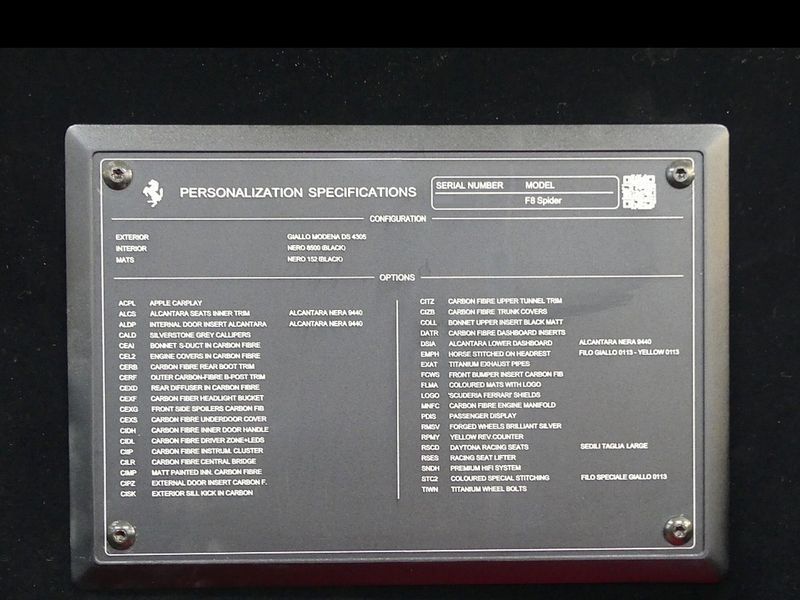 PERSONALIZATION SPECIFICATIONS
SERIAL NUMBER MODEL
F8 Spider
CONFIGURATION
EXTERIOR GIALLO MODENA DS 4305
INTERIOR NERO 8500 (BLACK)
MATS NERO 152 (BLACK)
OPTIONS
ACPL APPLE CARPLAY
ALCS ALCANTARA SEATS INNER TRIM ALCANTARA NERA 9440
ALDP INTERNAL DOOR INSERT ALCANTARA ALCANTARA NERA 9440
CALD SILVERSTONE GREY CALLIPERS
CEA1 BONNET S-DUCT IN CARBON FIBRE
CEL2 ENGINE COVERS IN CARBON FIBRE
CERB CARBON FIBRE REAR BOOT TRIM
CERF OUTER CARBON-FIBRE B-POST TRIM
CEXD REAR DIFFUSER IN CARBON FIBRE
CEXF CARBON FIBER HEADLIGHT BUCKET
CEXG FRONT SIDE SPOILERS CARBON FIB
CEXS CARBON FIBRE UNDERDOOR COVER
CIDH CARBON FIBRE INNER DOOR HANDLE
CIDL CARBON FIBRE DRIVER ZONE+LEDS
CIIP CARBON FIBRE INSTRUM. CLUSTER
CILR CARBON FIBRE CENTRAL BRIDGE
CIMP MATT PAINTED INN. CARBON FIBRE
CIPZ EXTERNAL DOOR INSERT CARBON F.
CISK EXTERIOR SILL KICK IN CARBON
CITZ CARBON FIBRE UPPER TUNNEL TRIM
CIZB CARBON FIBRE TRUNK COVERS
COLL BONNET UPPER INSERT BLACK MATT
DATR CARBON FIBRE DASHBOARD INSERTS
DSIA ALCANTARA LOWER DASHBOARD ALCANTARA NERA 9440
EMPH HORSE STITCHED ON HEADREST FILO GIALLO 0113 - YELLOW 0113
EXAT TITANIUM EXHAUST PIPES
FCWS FRONT BUMPER INSERT CARBON FIB
FLMA COLOURED MATS WITH LOGO
LOGO 'SCUDERIA FERRARI' SHIELDS
MNFC CARBON FIBRE ENGINE MANIFOLD
PDIS PASSENGER DISPLAY
RMSV FORGED WHEELS BRILLIANT SILVER
RPMY YELLOW REV.COUNTER
RSCD DAYTONA RACING SEATS SEDILI TAGLIA LARGE
RSES RACING SEAT LIFTER
SNDH PREMIUM HIFI SYSTEM
STC2 COLOURED SPECIAL STITCHING FILO SPECIALE GIALLO 0113
TIWN TITANIUM WHEEL BOLTS